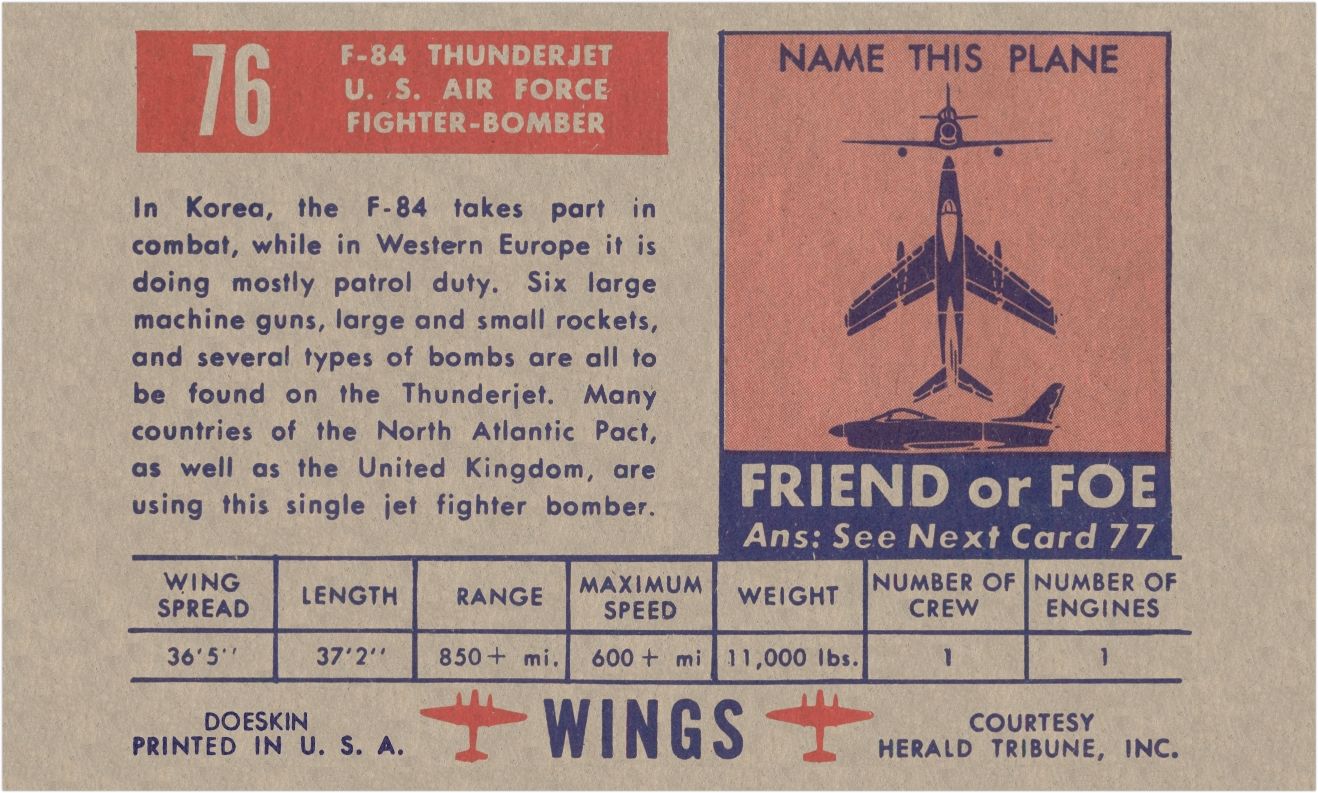 76
F-84 THUNDERJET
U. S. AIR FORCE
FIGHTER-BOMBER
In Korea, the F-84 takes part in
combat, while in Western Europe it is
doing mostly patrol duty. Six large
machine guns, large and small rockets,
and several types of bombs are all to
be found on the Thunderjet. Many
countries of the North Atlantic Pact,
as well as the United Kingdom, are
using this single jet fighter bomber.
NAME THIS PLANE
FRIEND or FOE
Ans: See Next Card 77
WING SPREAD LENGTH RANGE MAXIMUM SPEED WEIGHT NUMBER OF CREW NUMBER OF ENGINES
36'5'' 37'2'' 850+ mi. 600+ mi 11,000 lbs. 1 1
DOESKIN
PRINTED IN U. S. A.
WINGS
COURTESY
HERALD TRIBUNE, INC.